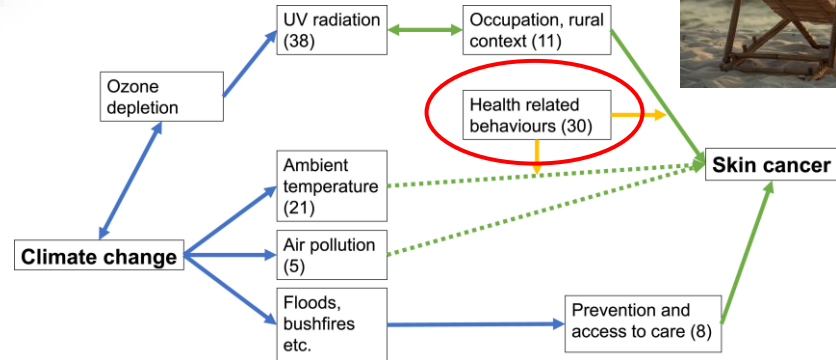 UV radiation
(38)
Occupation, rural
context (11)
Ozone
depletion
Health related
behaviours (30)
Ambient
temperature
(21)
Skin cancer
Climate change
Air pollution
(5)
Floods,
bushfires
etc.
Prevention and
access to care (8)